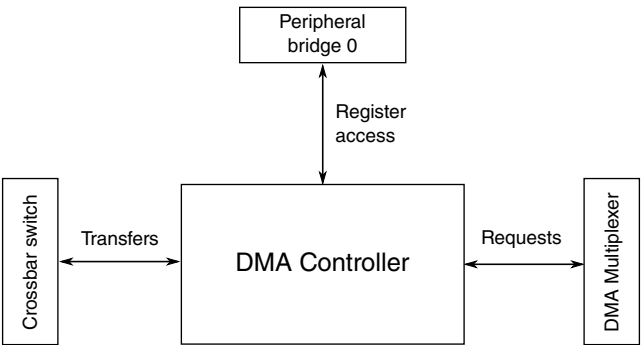 Peripheral
bridge 0
Register
access
Crossbar switch
Transfers
DMA Controller
Requests
DMA Multiplexer